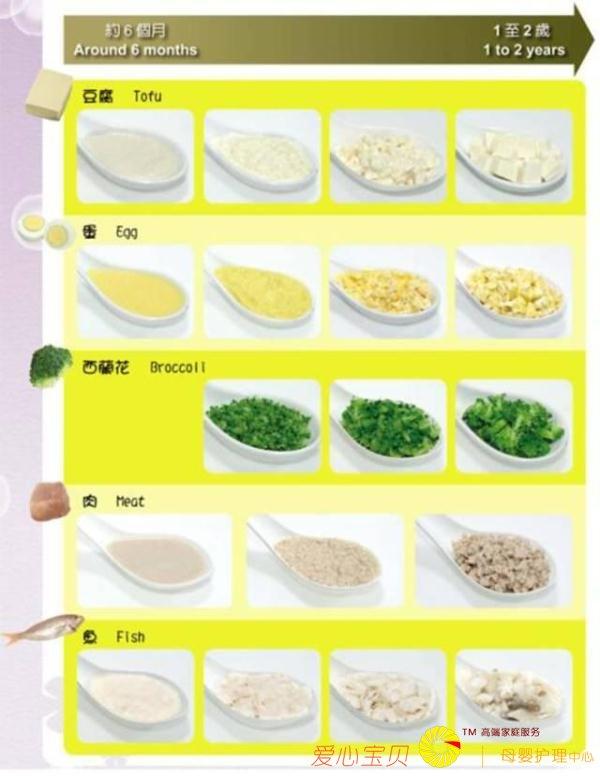 約 6 個月
Around 6 months
1 至 2 歲
1 to 2 years
豆腐 Tofu
蛋 Egg
西蘭花 Broccoli
肉 Meat
魚 Fish
爱心宝贝 TM 高端家庭服务 | 母婴护理中心